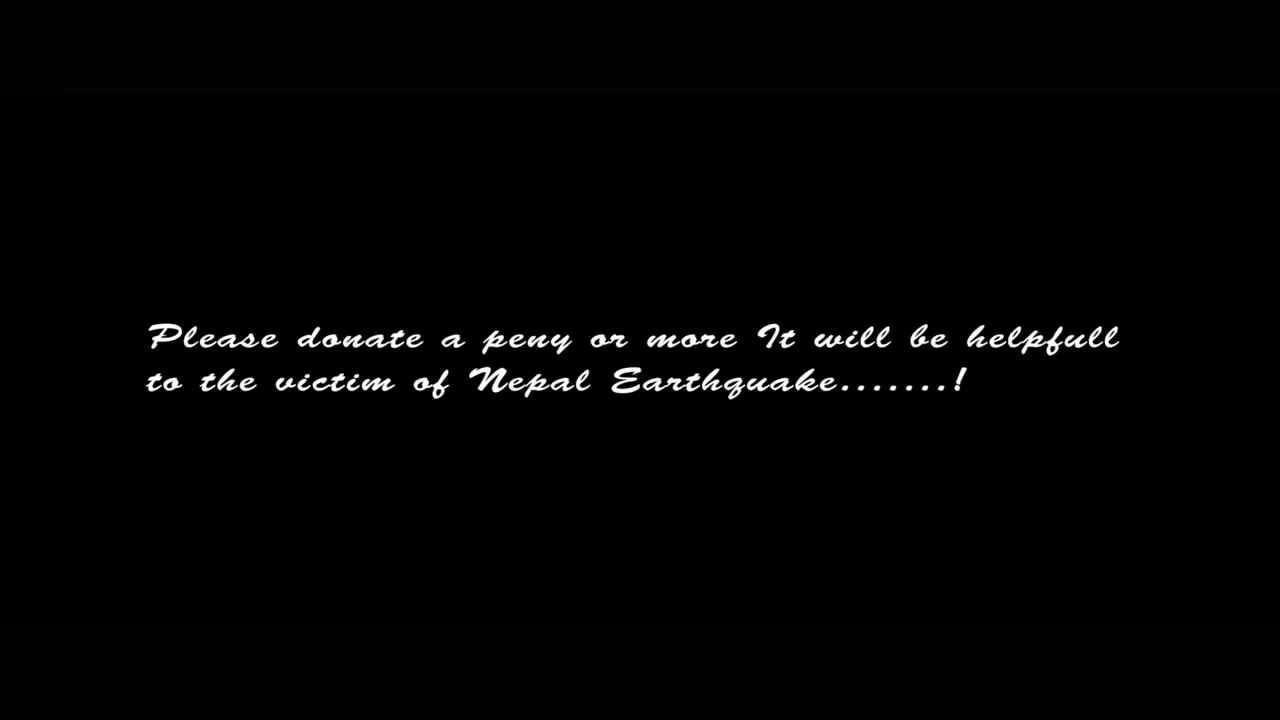 Please donate a peny or more It will be helpfull
to the victim of Nepal Earthquake.......!